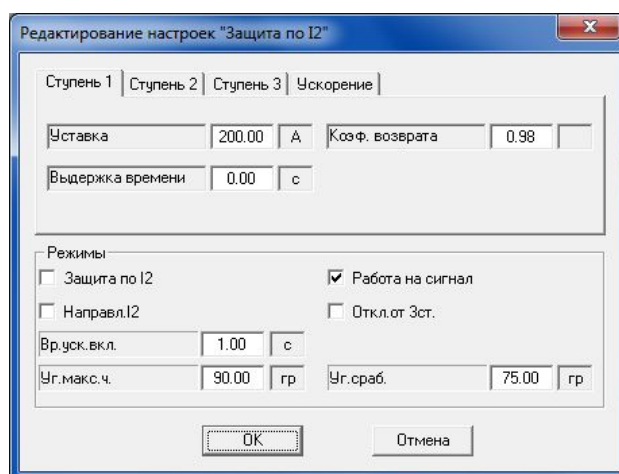 Редактирование настроек "Защита по I2"
Ступень 1 Ступень 2 Ступень 3 Ускорение
Уставка 200.00 А Коэф. возврата 0.98
Выдержка времени 0.00 с
Режимы
Защита по I2 Работа на сигнал
Направл.I2 Откл.от 3ст.
Вр.уск.вкл. 1.00 с
Уг.макс.ч. 90.00 гр Уг.сраб. 75.00 гр
OK Отмена